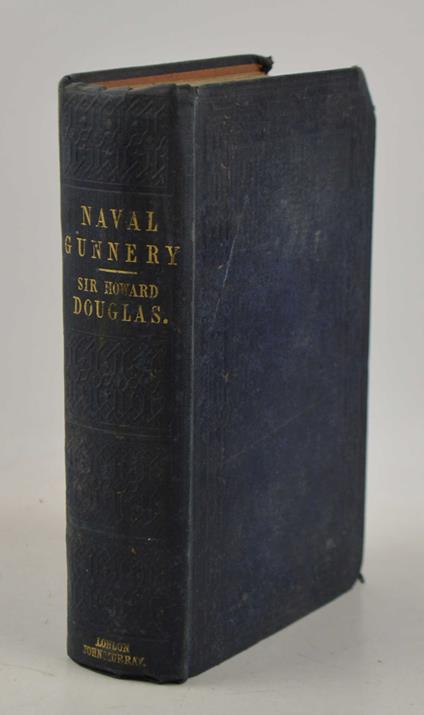 NAVAL
GUNNERY
SIR HOWARD
DOUGLAS.
LONDON
JOHN MURRAY.